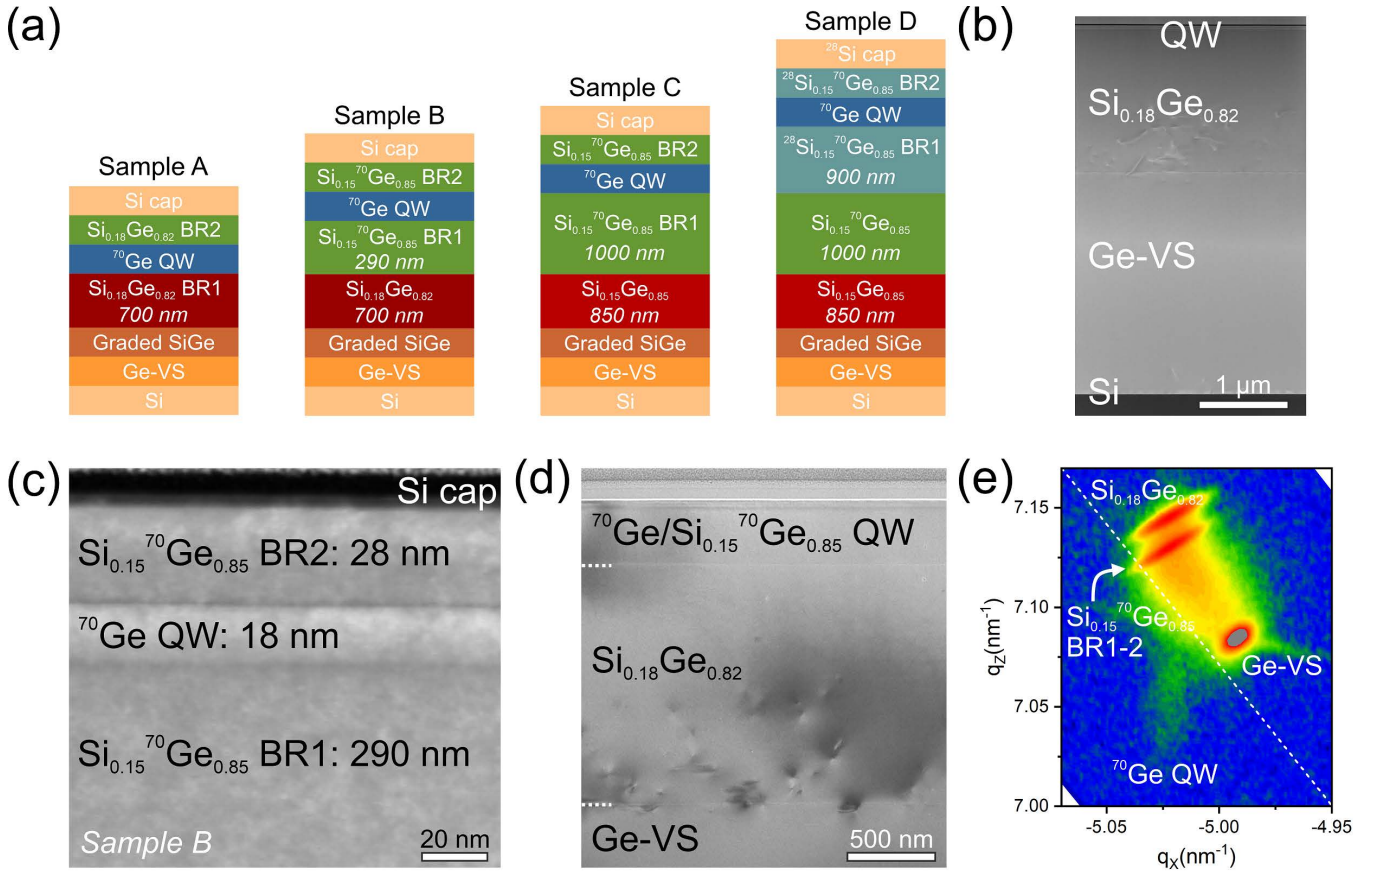 (a)
Sample A
Si cap
Si0.18Ge0.82 BR2
70Ge QW
Si0.18Ge0.82 BR1
700 nm
Graded SiGe
Ge-VS
Si
Sample B
Si cap
Si0.15 70Ge0.85 BR2
70Ge QW
Si0.15 70Ge0.85 BR1
290 nm
Si0.18Ge0.82
700 nm
Graded SiGe
Ge-VS
Si
Sample C
Si cap
Si0.15 70Ge0.85 BR2
70Ge QW
Si0.15 70Ge0.85 BR1
1000 nm
Si0.15Ge0.85
850 nm
Graded SiGe
Ge-VS
Si
Sample D
28Si cap
28Si0.15 70Ge0.85 BR2
70Ge QW
28Si0.15 70Ge0.85 BR1
900 nm
Si0.15 70Ge0.85
1000 nm
Si0.15Ge0.85
850 nm
Graded SiGe
Ge-VS
Si
(b)
QW
Si0.18Ge0.82
Ge-VS
Si
1 μm
(c)
Si cap
Si0.15 70Ge0.85 BR2: 28 nm
70Ge QW: 18 nm
Si0.15 70Ge0.85 BR1: 290 nm
Sample B
20 nm
(d)
70Ge/Si0.15 70Ge0.85 QW
Si0.18Ge0.82
Ge-VS
500 nm
(e)
Si0.18Ge0.82
Si0.15 70Ge0.85
BR1-2
Ge-VS
70Ge QW
7.15
7.10
7.05
7.00
qZ(nm-1)
-5.05
-5.00
-4.95
qX(nm-1)